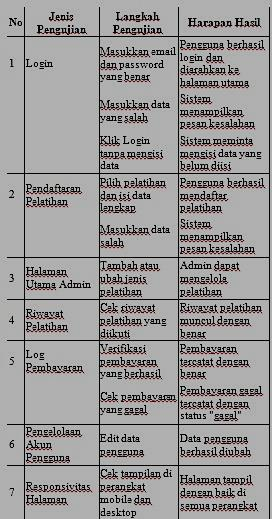 No Jenis Pengujian Langkah Pengujian Harapan Hasil
1 Login Masukkan email dan password yang benar Pengguna berhasil login dan diarahkan ke halaman utama
Masukkan data yang salah Sistem menampilkan pesan kesalahan
Klik Login tanpa mengisi data Sistem meminta mengisi data yang belum diisi
2 Pendaftaran Pelatihan Pilih pelatihan dan isi data lengkap Pengguna berhasil mendaftar pelatihan
Masukkan data salah Sistem menampilkan pesan kesalahan
3 Halaman Utama Admin Tambah atau ubah jenis pelatihan Admin dapat mengelola pelatihan
4 Riwayat Pelatihan Cek riwayat pelatihan yang diikuti Riwayat pelatihan muncul dengan benar
5 Log Pembayaran Verifikasi pembayaran yang berhasil Pembayaran tercatat dengan benar
Cek pembayaran yang gagal Pembayaran gagal tercatat dengan status "gagal"
6 Pengelolaan Akun Pengguna Edit data pengguna Data pengguna berhasil diubah
7 Responsivitas Halaman Cek tampilan di perangkat mobile dan desktop Halaman tampil dengan baik di semua perangkat